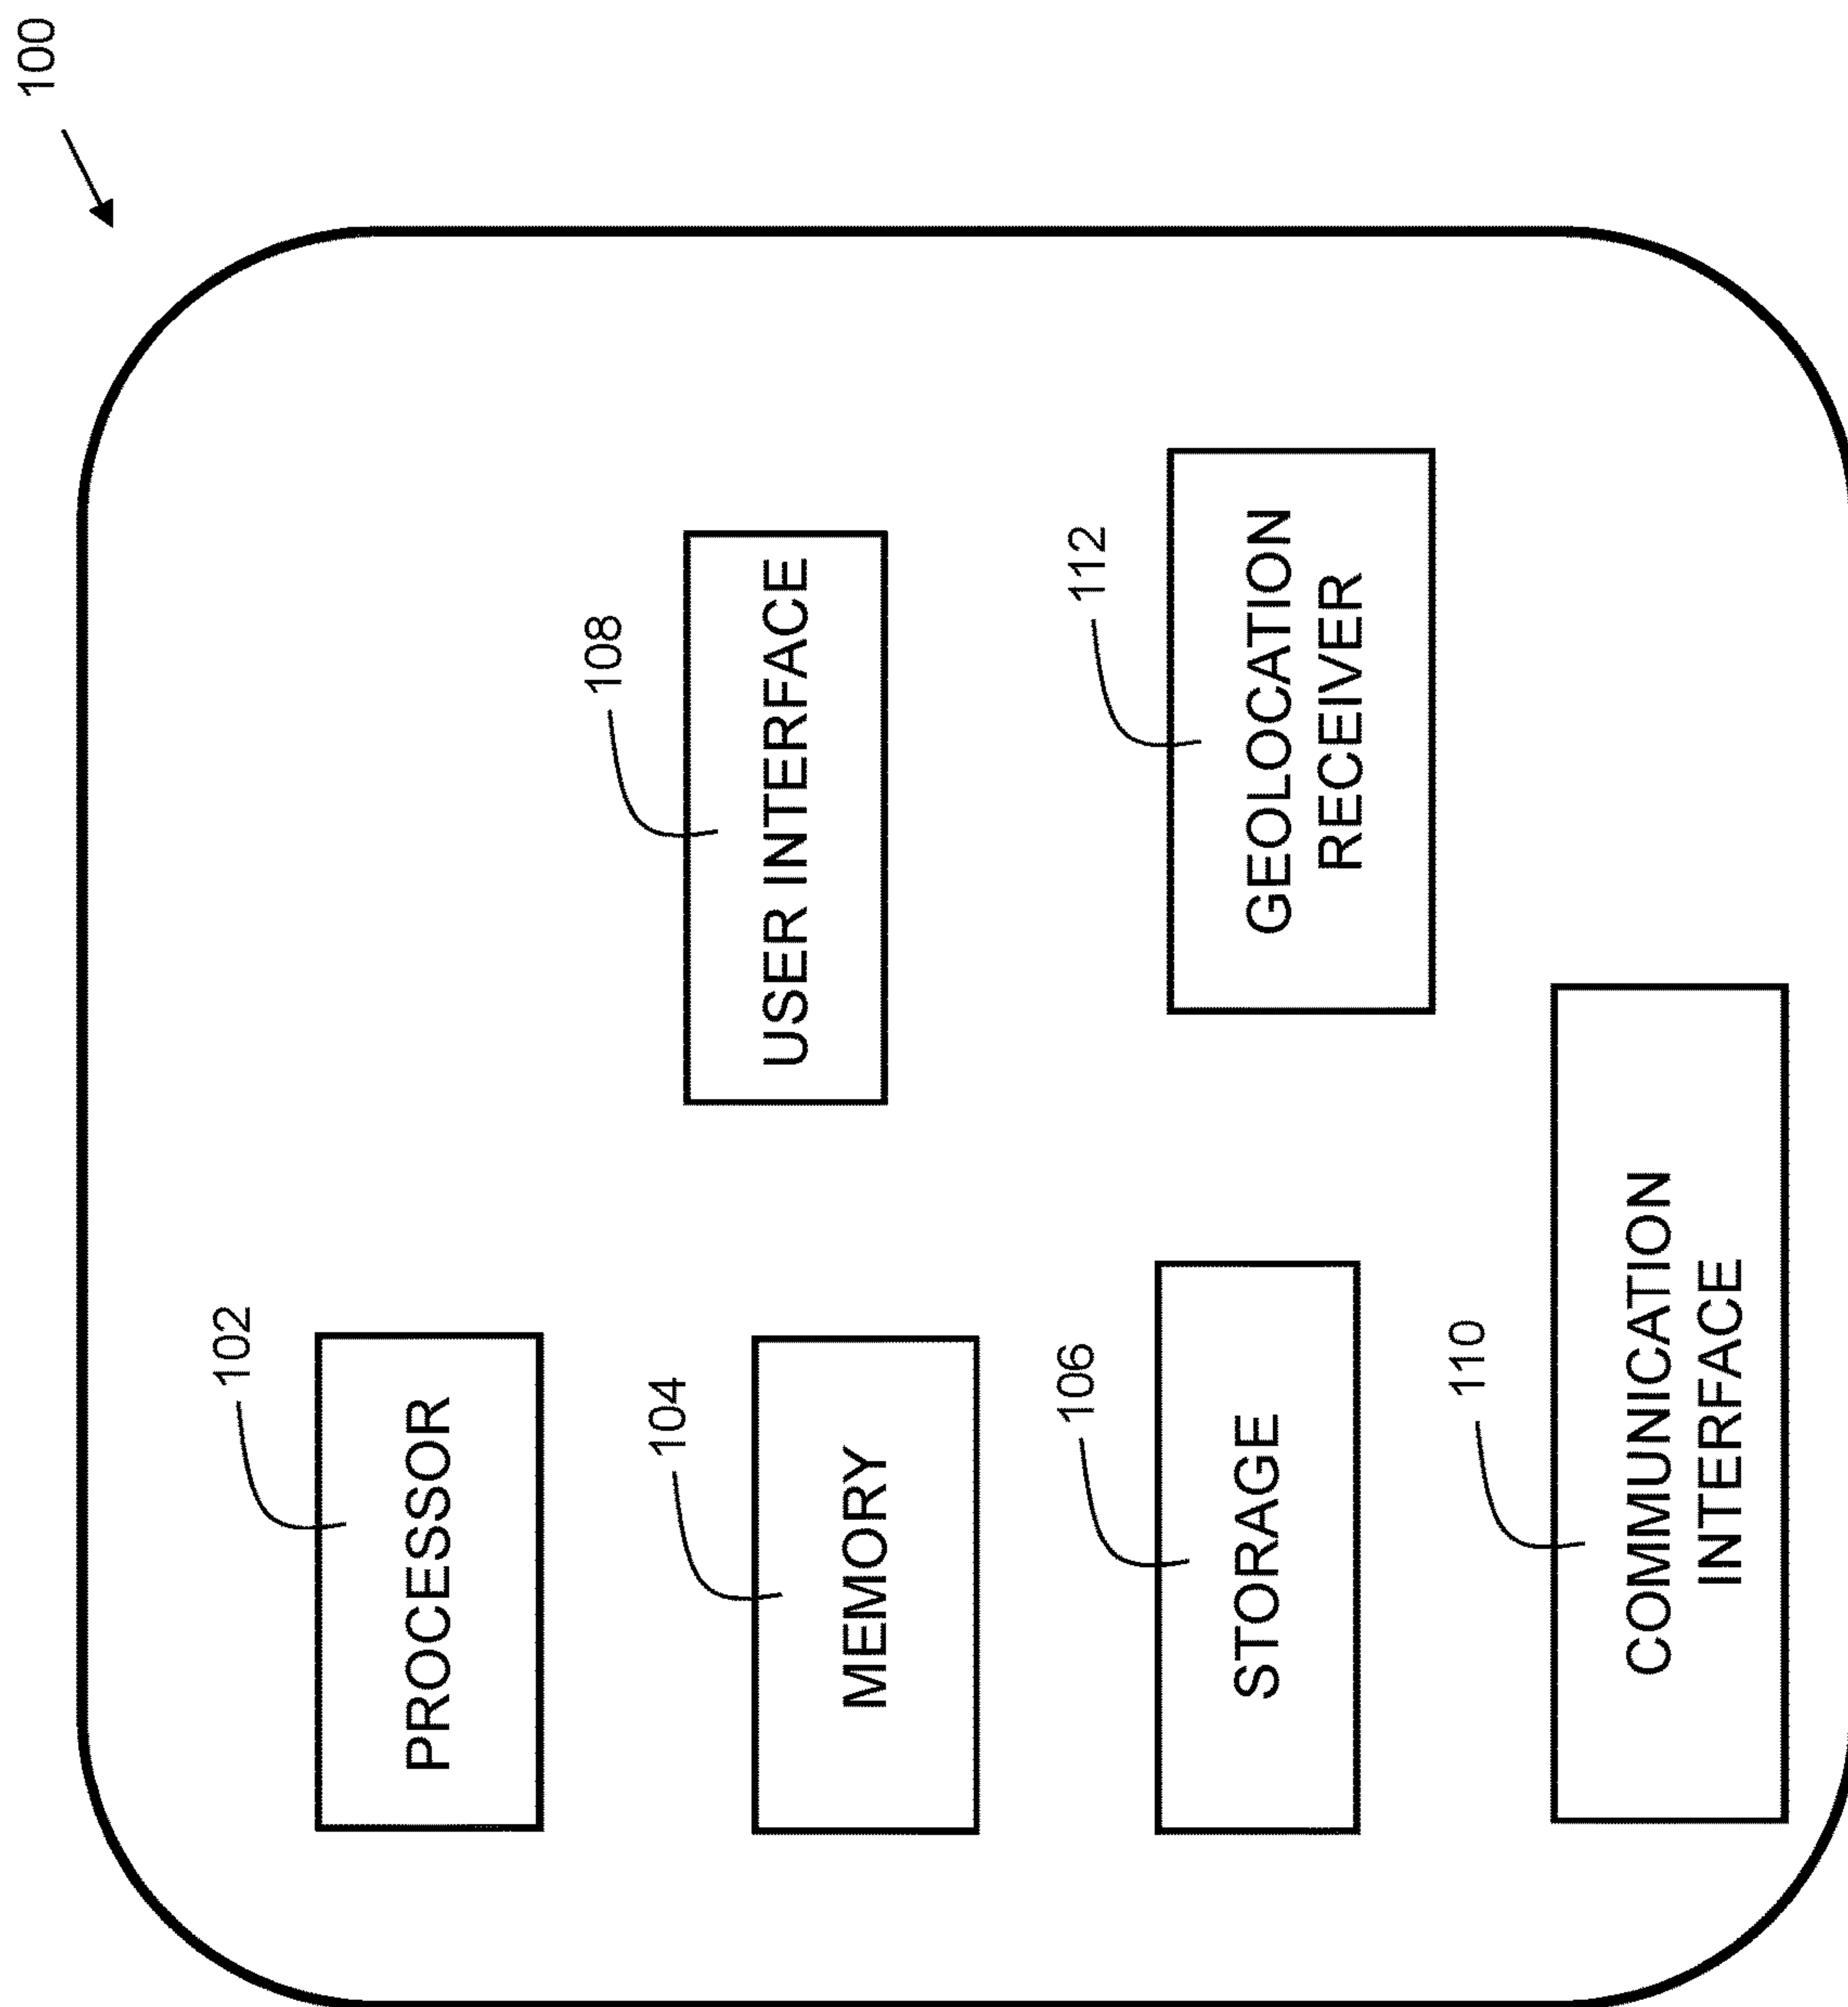 100
102
PROCESSOR
104
MEMORY
106
STORAGE
108
USER INTERFACE
110
COMMUNICATION
INTERFACE
112
GEOLOCATION
RECEIVER